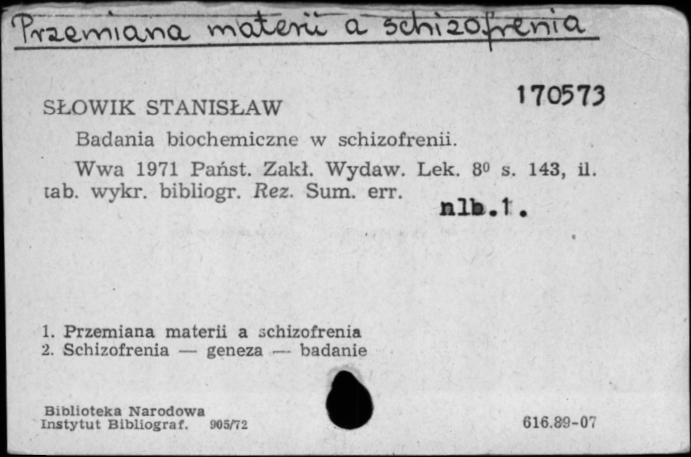 Przemiana materii a schizofrenia
170573
SŁOWIK STANISŁAW
Badania biochemiczne w schizofrenii.
Wwa 1971 Państ. Zakł. Wydaw. Lek. 8⁰ s. 143, il.
tab. wykr. bibliogr. Rez. Sum. err.
nlb.1.
1. Przemiana materii a schizofrenia
2. Schizofrenia — geneza — badanie
Biblioteka Narodowa
Instytut Bibliograf. 905/72
616.89-07